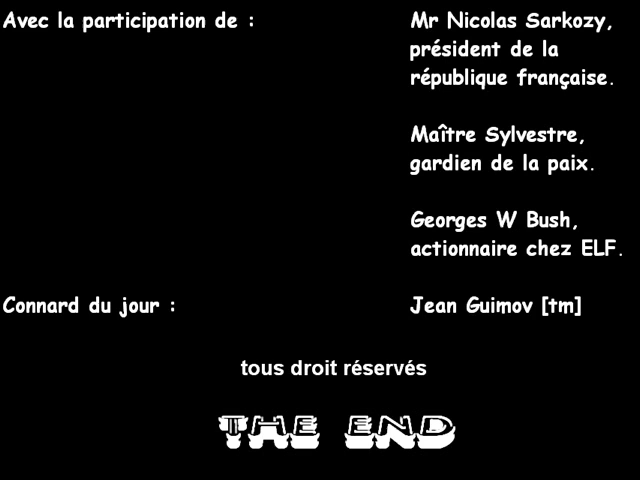 Avec la participation de : Mr Nicolas Sarkozy,
président de la
république française.
Maître Sylvestre,
gardien de la paix.
Georges W Bush,
actionnaire chez ELF.
Connard du jour : Jean Guimov [tm]
tous droit réservés
THE END